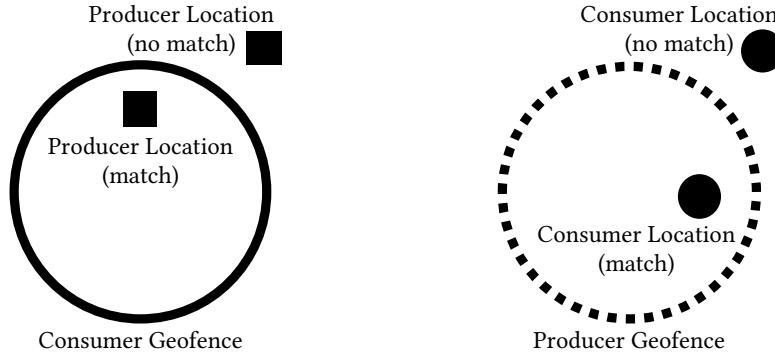 Producer Location
(no match)
Producer Location
(match)
Consumer Geofence
Consumer Location
(no match)
Consumer Location
(match)
Producer Geofence